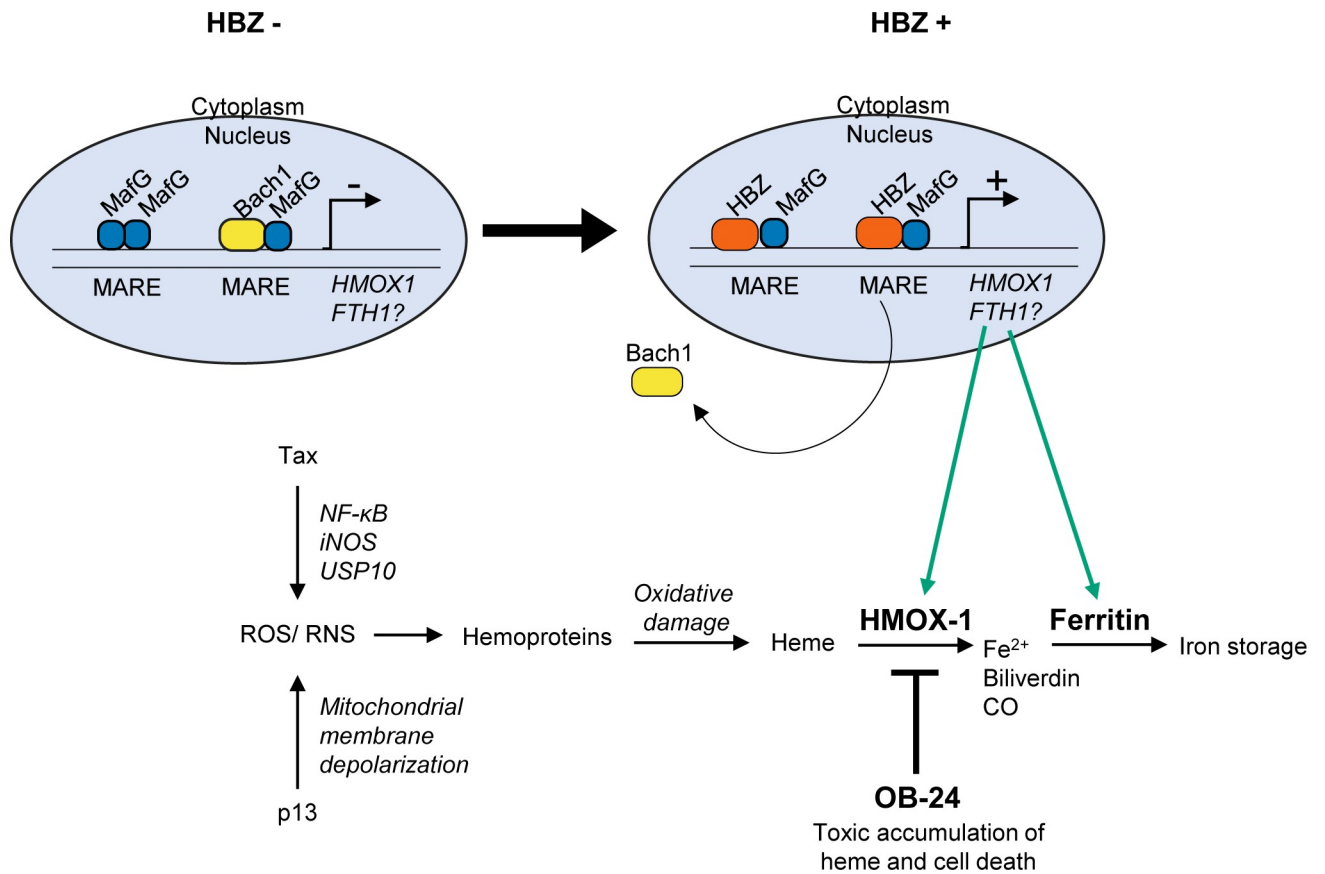 HBZ -
HBZ +
Cytoplasm
Nucleus
MafG
MafG
Bach1
MafG
-
MARE
MARE
HMOX1
FTH1?
Cytoplasm
Nucleus
HBZ
MafG
HBZ
MafG
+
MARE
MARE
HMOX1
FTH1?
Bach1
Tax
NF-κB
iNOS
USP10
ROS/ RNS
Hemoproteins
Oxidative
damage
Heme
HMOX-1
Fe²⁺
Biliverdin
CO
Ferritin
Iron storage
Mitochondrial
membrane
depolarization
p13
OB-24
Toxic accumulation of
heme and cell death